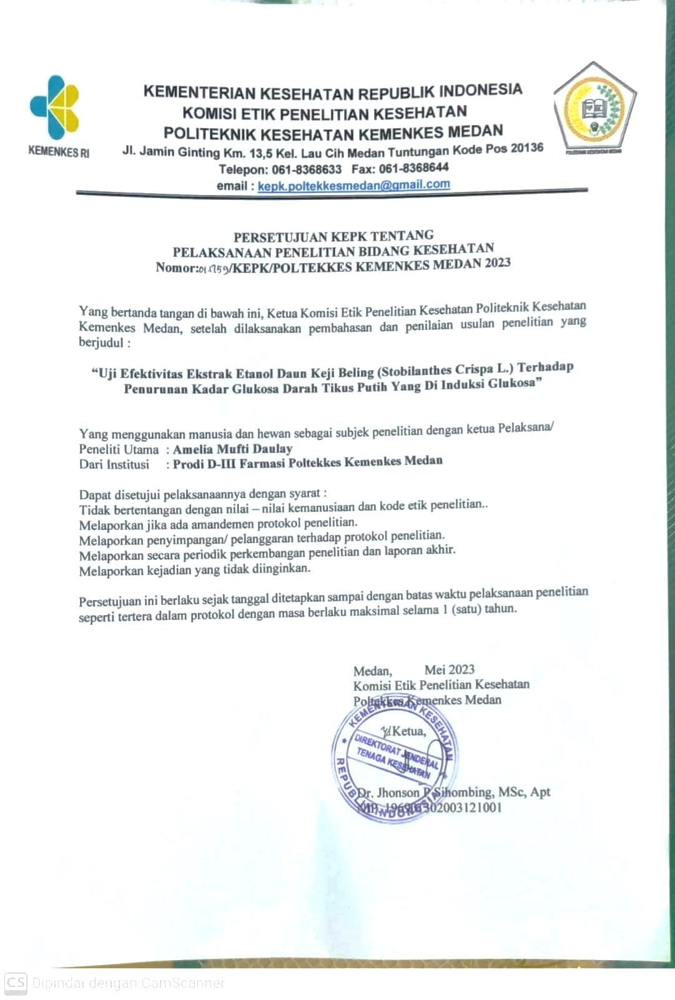 KEMENKES RI
KEMENTERIAN KESEHATAN REPUBLIK INDONESIA
KOMISI ETIK PENELITIAN KESEHATAN
POLITEKNIK KESEHATAN KEMENKES MEDAN
Jl. Jamin Ginting Km. 13,5 Kel. Lau Cih Medan Tuntungan Kode Pos 20136
Telepon: 061-8368633 Fax: 061-8368644
email : kepk.poltekkesmedan@gmail.com
PERSETUJUAN KEPK TENTANG
PELAKSANAAN PENELITIAN BIDANG KESEHATAN
Nomor: /KEPK/POLTEKKES KEMENKES MEDAN 2023
Yang bertanda tangan di bawah ini, Ketua Komisi Etik Penelitian Kesehatan Politeknik Kesehatan
Kemenkes Medan, setelah dilaksanakan pembahasan dan penilaian usulan penelitian yang
berjudul :
“Uji Efektivitas Ekstrak Etanol Daun Keji Beling (Stobilanthes Crispa L.) Terhadap
Penurunan Kadar Glukosa Darah Tikus Putih Yang Di Induksi Glukosa”
Yang menggunakan manusia dan hewan sebagai subjek penelitian dengan ketua Pelaksana/
Peneliti Utama : Amelia Mufti Daulay
Dari Institusi : Prodi D-III Farmasi Poltekkes Kemenkes Medan
Dapat disetujui pelaksanaannya dengan syarat :
Tidak bertentangan dengan nilai – nilai kemanusiaan dan kode etik penelitian..
Melaporkan jika ada amandemen protokol penelitian.
Melaporkan penyimpangan/ pelanggaran terhadap protokol penelitian.
Melaporkan secara periodik perkembangan penelitian dan laporan akhir.
Melaporkan kejadian yang tidak diinginkan.
Persetujuan ini berlaku sejak tanggal ditetapkan sampai dengan batas waktu pelaksanaan penelitian
seperti tertera dalam protokol dengan masa berlaku maksimal selama 1 (satu) tahun.
Medan, Mei 2023
Komisi Etik Penelitian Kesehatan
Poltekkes Kemenkes Medan
Ketua,
KEMENTERIAN KESEHATAN
DIREKTORAT JENDERAL
TENAGA KESEHATAN
REPUBLIK INDONESIA
Dr. Jhonson P Sihombing, MSc, Apt
NIP.
CS Dipindai dengan CamScanner